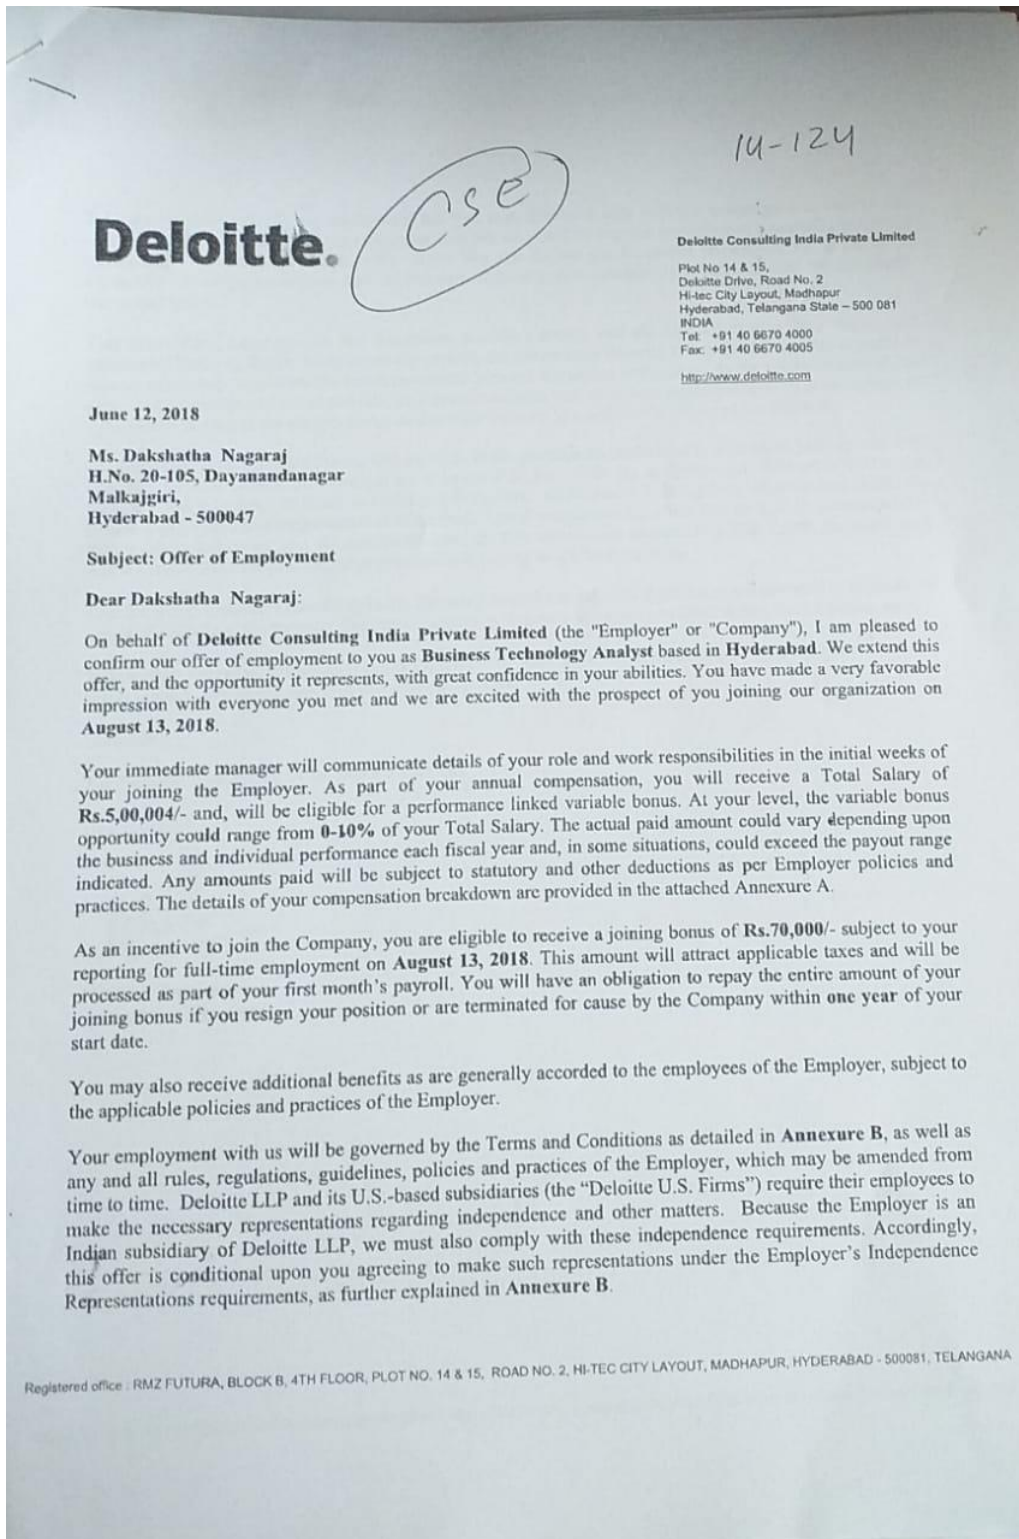 14-124
CSE
Deloitte.
Deloitte Consulting India Private Limited
Plot No 14 & 15,
Deloitte Drive, Road No. 2
Hi-tec City Layout, Madhapur
Hyderabad, Telangana State – 500 081
INDIA
Tel: +91 40 6670 4000
Fax: +91 40 6670 4005
http://www.deloitte.com
June 12, 2018
Ms. Dakshatha Nagaraj
H.No. 20-105, Dayanandanagar
Malkajgiri,
Hyderabad - 500047
Subject: Offer of Employment
Dear Dakshatha Nagaraj:
On behalf of Deloitte Consulting India Private Limited (the "Employer" or "Company"), I am pleased to
confirm our offer of employment to you as Business Technology Analyst based in Hyderabad. We extend this
offer, and the opportunity it represents, with great confidence in your abilities. You have made a very favorable
impression with everyone you met and we are excited with the prospect of you joining our organization on
August 13, 2018.
Your immediate manager will communicate details of your role and work responsibilities in the initial weeks of
your joining the Employer. As part of your annual compensation, you will receive a Total Salary of
Rs.5,00,004/- and, will be eligible for a performance linked variable bonus. At your level, the variable bonus
opportunity could range from 0-10% of your Total Salary. The actual paid amount could vary depending upon
the business and individual performance each fiscal year and, in some situations, could exceed the payout range
indicated. Any amounts paid will be subject to statutory and other deductions as per Employer policies and
practices. The details of your compensation breakdown are provided in the attached Annexure A.
As an incentive to join the Company, you are eligible to receive a joining bonus of Rs.70,000/- subject to your
reporting for full-time employment on August 13, 2018. This amount will attract applicable taxes and will be
processed as part of your first month's payroll. You will have an obligation to repay the entire amount of your
joining bonus if you resign your position or are terminated for cause by the Company within one year of your
start date.
You may also receive additional benefits as are generally accorded to the employees of the Employer, subject to
the applicable policies and practices of the Employer.
Your employment with us will be governed by the Terms and Conditions as detailed in Annexure B, as well as
any and all rules, regulations, guidelines, policies and practices of the Employer, which may be amended from
time to time. Deloitte LLP and its U.S.-based subsidiaries (the “Deloitte U.S. Firms”) require their employees to
make the necessary representations regarding independence and other matters. Because the Employer is an
Indian subsidiary of Deloitte LLP, we must also comply with these independence requirements. Accordingly,
this offer is conditional upon you agreeing to make such representations under the Employer’s Independence
Representations requirements, as further explained in Annexure B.
Registered office : RMZ FUTURA, BLOCK B, 4TH FLOOR, PLOT NO. 14 & 15, ROAD NO. 2, HI-TEC CITY LAYOUT, MADHAPUR, HYDERABAD - 500081, TELANGANA